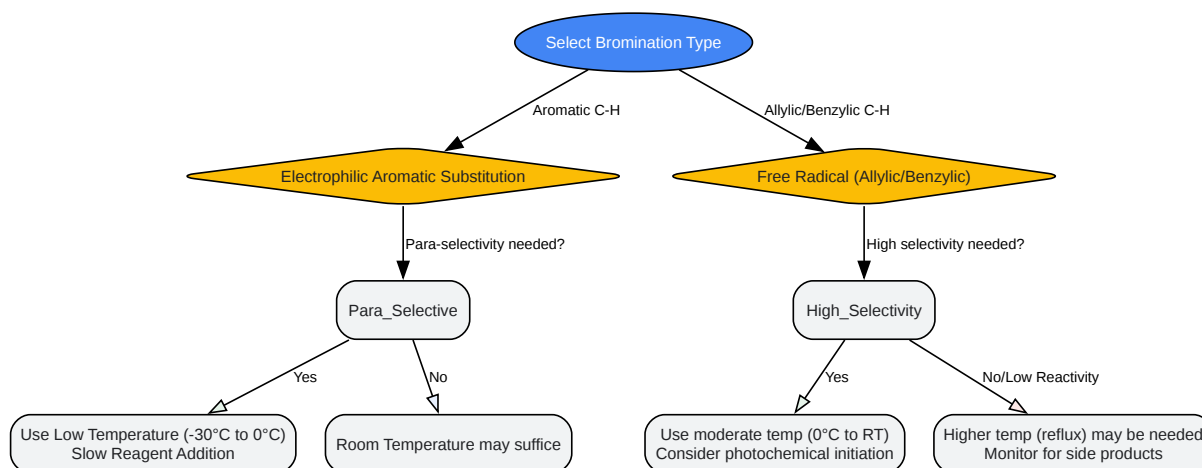 Select Bromination Type
Aromatic C-H
Allylic/Benzylic C-H
Electrophilic Aromatic Substitution
Free Radical (Allylic/Benzylic)
Para-selectivity needed?
High selectivity needed?
Para_Selective
High_Selectivity
Yes
No
Yes
No/Low Reactivity
Use Low Temperature (-30°C to 0°C)
Slow Reagent Addition
Room Temperature may suffice
Use moderate temp (0°C to RT)
Consider photochemical initiation
Higher temp (reflux) may be needed
Monitor for side products